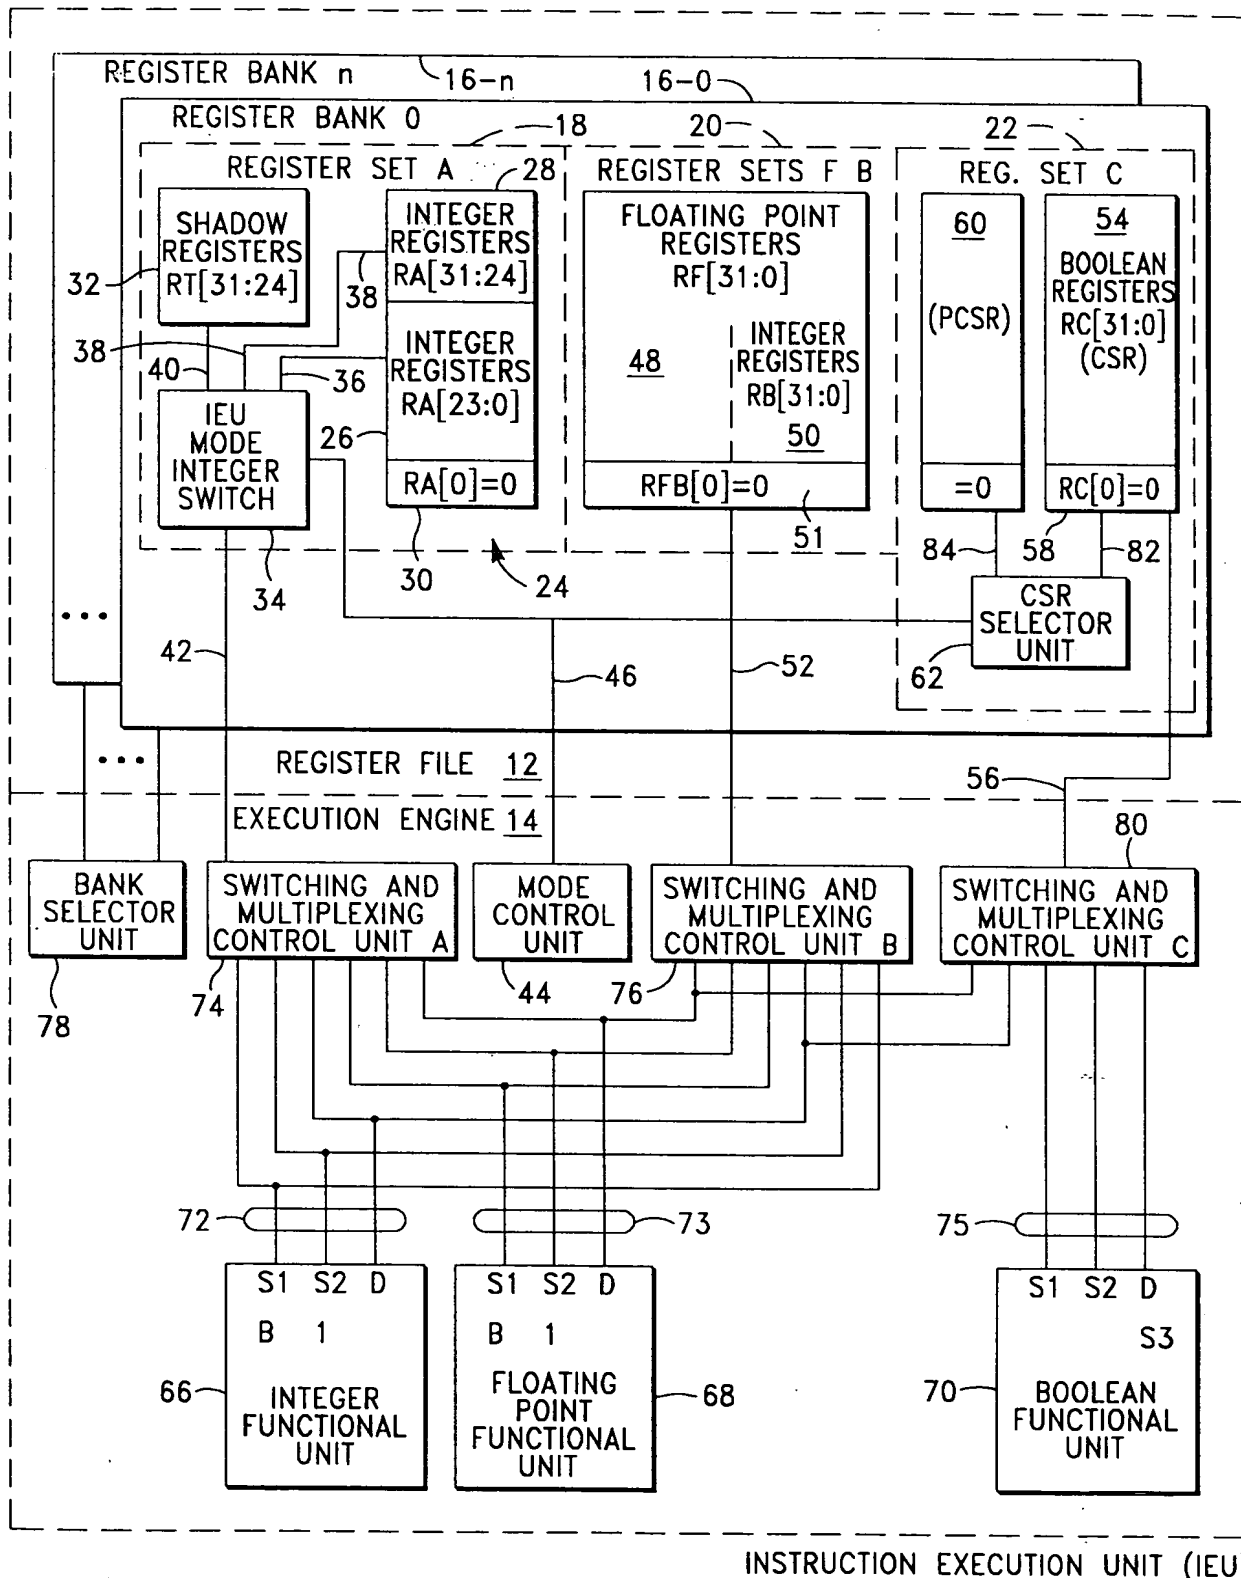 REGISTER BANK n
16-n
16-0
REGISTER BANK 0
18
20
22
REGISTER SET A
28
REGISTER SETS F B
REG. SET C
SHADOW
REGISTERS
RT[31:24]
32
INTEGER
REGISTERS
RA[31:24]
38
FLOATING POINT
REGISTERS
RF[31:0]
60
(PCSR)
54
BOOLEAN
REGISTERS
RC[31:0]
(CSR)
38
40
36
INTEGER
REGISTERS
RA[23:0]
48
INTEGER
REGISTERS
RB[31:0]
50
IEU
MODE
INTEGER
SWITCH
26
RA[0]=0
RFB[0]=0
=0
RC[0]=0
34
30
24
51
84
58
82
CSR
SELECTOR
UNIT
62
...
42
46
52
...
REGISTER FILE 12
56
EXECUTION ENGINE 14
80
BANK
SELECTOR
UNIT
SWITCHING AND
MULTIPLEXING
CONTROL UNIT A
MODE
CONTROL
UNIT
SWITCHING AND
MULTIPLEXING
CONTROL UNIT B
SWITCHING AND
MULTIPLEXING
CONTROL UNIT C
78
74
44
76
72
73
75
S1 S2 D
B 1
INTEGER
FUNCTIONAL
UNIT
66
S1 S2 D
B 1
FLOATING
POINT
FUNCTIONAL
UNIT
68
S1 S2 D
S3
BOOLEAN
FUNCTIONAL
UNIT
70
INSTRUCTION EXECUTION UNIT (IEU